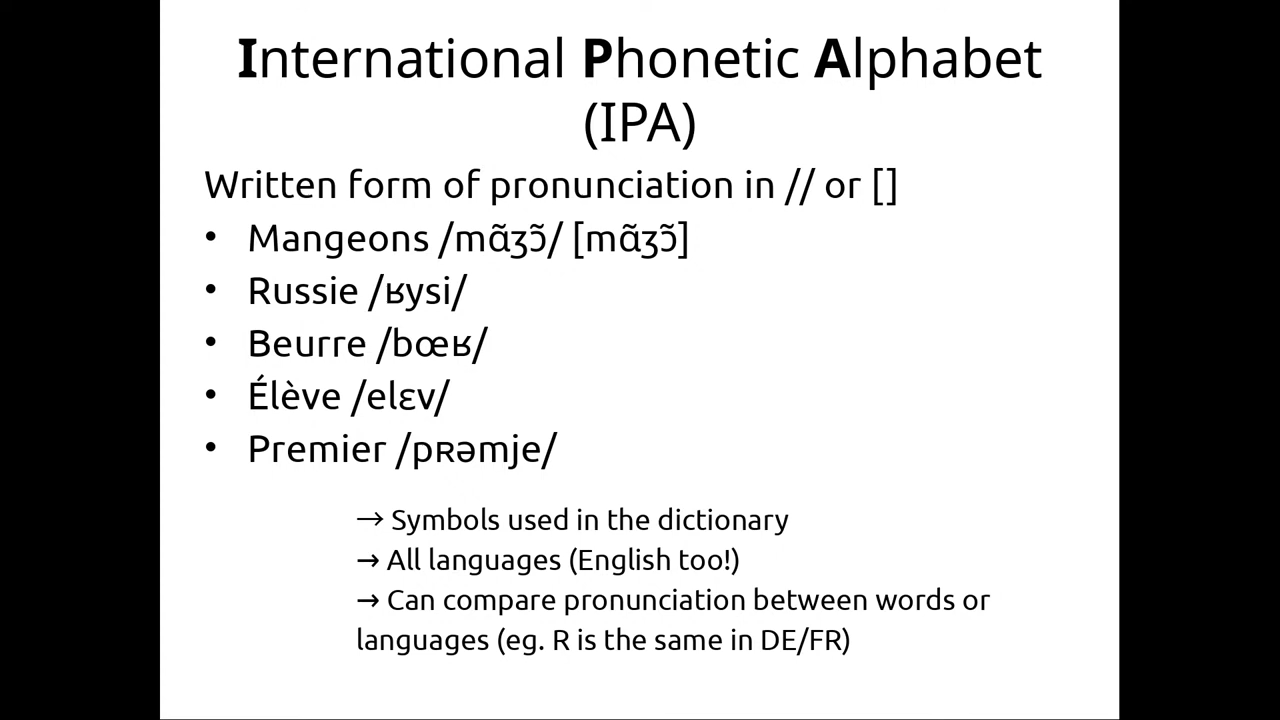 International Phonetic Alphabet
(IPA)
Written form of pronunciation in // or []
• Mangeons /mɑ̃ʒɔ̃/ [mɑ̃ʒɔ̃]
• Russie /ʁysi/
• Beurre /bœʁ/
• Élève /elɛv/
• Premier /pʀəmje/
→ Symbols used in the dictionary
→ All languages (English too!)
→ Can compare pronunciation between words or
languages (eg. R is the same in DE/FR)